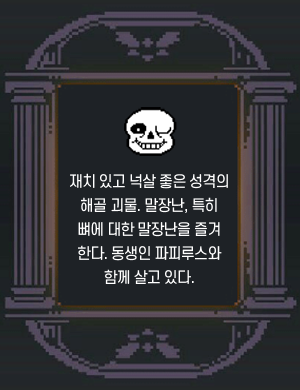 재치 있고 넉살 좋은 성격의
해골 괴물. 말장난, 특히
뼈에 대한 말장난을 즐겨
한다. 동생인 파피루스와
함께 살고 있다.